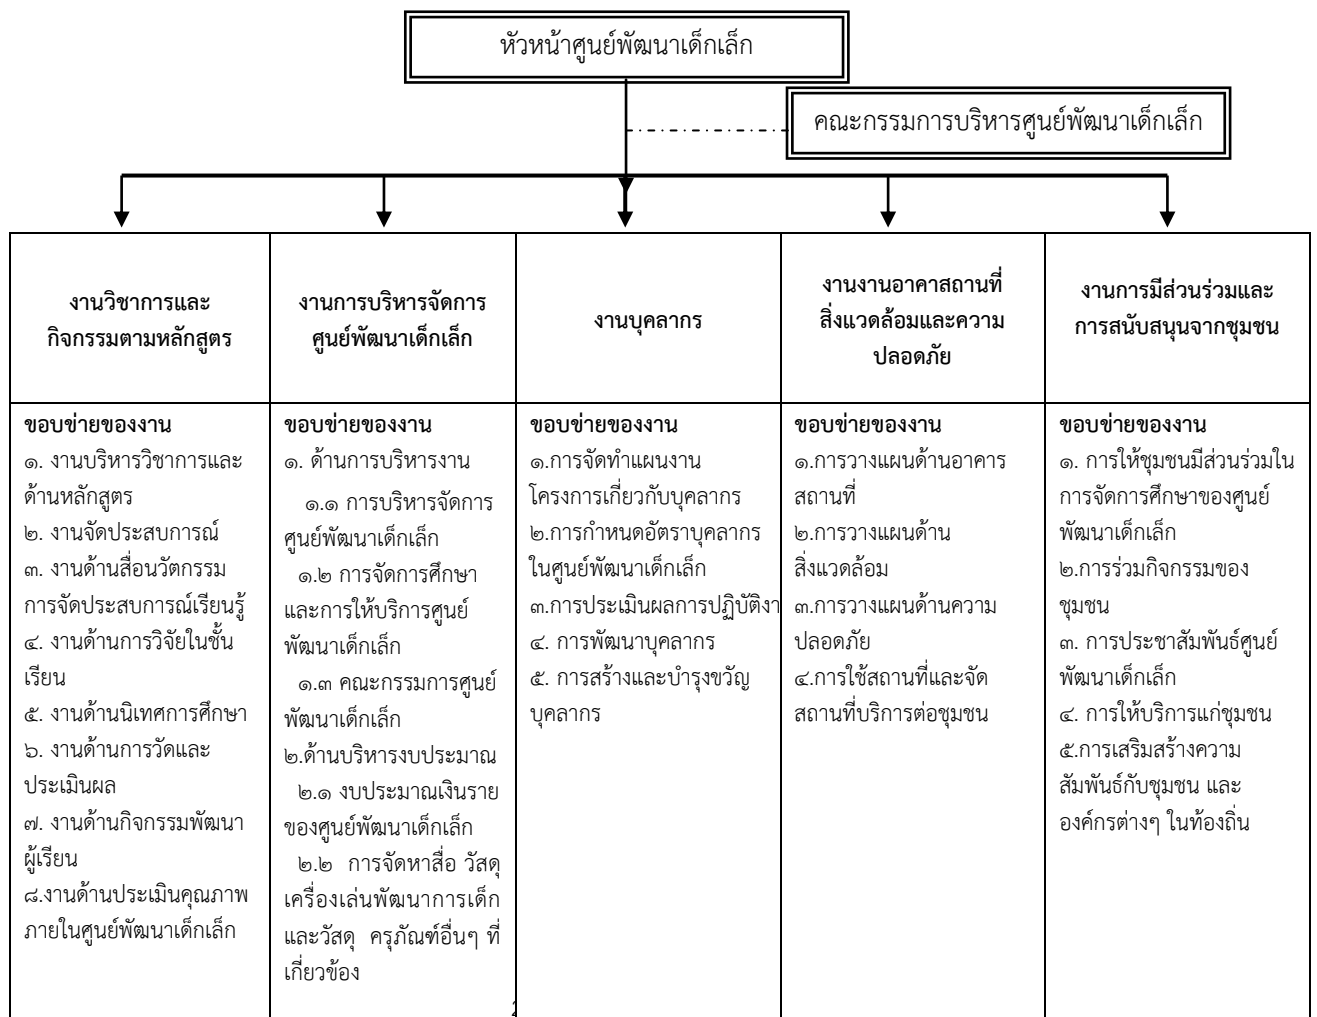 หัวหน้าศูนย์พัฒนาเด็กเล็ก
คณะกรรมการบริหารศูนย์พัฒนาเด็กเล็ก
งานวิชาการและ
กิจกรรมตามหลักสูตร
งานการบริหารจัดการ
ศูนย์พัฒนาเด็กเล็ก
งานบุคลากร
งานงานอาคาสถานที่
สิ่งแวดล้อมและความ
ปลอดภัย
งานการมีส่วนร่วมและ
การสนับสนุนจากชุมชน
ขอบข่ายของงาน
๑. งานบริหารวิชาการและ
ด้านหลักสูตร
๒. งานจัดประสบการณ์
๓. งานด้านสื่อนวัตกรรม
การจัดประสบการณ์เรียนรู้
๔. งานด้านการวิจัยในชั้น
เรียน
๕. งานด้านนิเทศการศึกษา
๖. งานด้านการวัดและ
ประเมินผล
๗. งานด้านกิจกรรมพัฒนา
ผู้เรียน
๘.งานด้านประเมินคุณภาพ
ภายในศูนย์พัฒนาเด็กเล็ก
ขอบข่ายของงาน
๑. ด้านการบริหารงาน
๑.๑ การบริหารจัดการ
ศูนย์พัฒนาเด็กเล็ก
๑.๒ การจัดการศึกษา
และการให้บริการศูนย์
พัฒนาเด็กเล็ก
๑.๓ คณะกรรมการศูนย์
พัฒนาเด็กเล็ก
๒.ด้านบริหารงบประมาณ
๒.๑ งบประมาณเงินราย
ของศูนย์พัฒนาเด็กเล็ก
๒.๒ การจัดหาสื่อ วัสดุ
เครื่องเล่นพัฒนาการเด็ก
และวัสดุ ครุภัณฑ์อื่นๆ ที่
เกี่ยวข้อง
ขอบข่ายของงาน
๑.การจัดทำแผนงาน
โครงการเกี่ยวกับบุคลากร
๒.การกำหนดอัตราบุคลากร
ในศูนย์พัฒนาเด็กเล็ก
๓.การประเมินผลการปฏิบัติงา
๔. การพัฒนาบุคลากร
๕. การสร้างและบำรุงขวัญ
บุคลากร
ขอบข่ายของงาน
๑.การวางแผนด้านอาคาร
สถานที่
๒.การวางแผนด้าน
สิ่งแวดล้อม
๓.การวางแผนด้านความ
ปลอดภัย
๔.การใช้สถานที่และจัด
สถานที่บริการต่อชุมชน
ขอบข่ายของงาน
๑. การให้ชุมชนมีส่วนร่วมใน
การจัดการศึกษาของศูนย์
พัฒนาเด็กเล็ก
๒.การร่วมกิจกรรมของ
ชุมชน
๓. การประชาสัมพันธ์ศูนย์
พัฒนาเด็กเล็ก
๔. การให้บริการแก่ชุมชน
๕.การเสริมสร้างความ
สัมพันธ์กับชุมชน และ
องค์กรต่างๆ ในท้องถิ่น